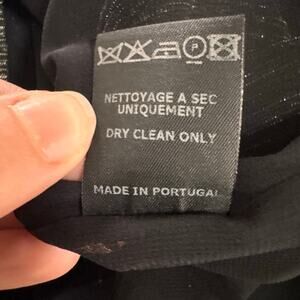 P
NETTOYAGE A SEC
UNIQUEMENT
DRY CLEAN ONLY
MADE IN PORTUGAL